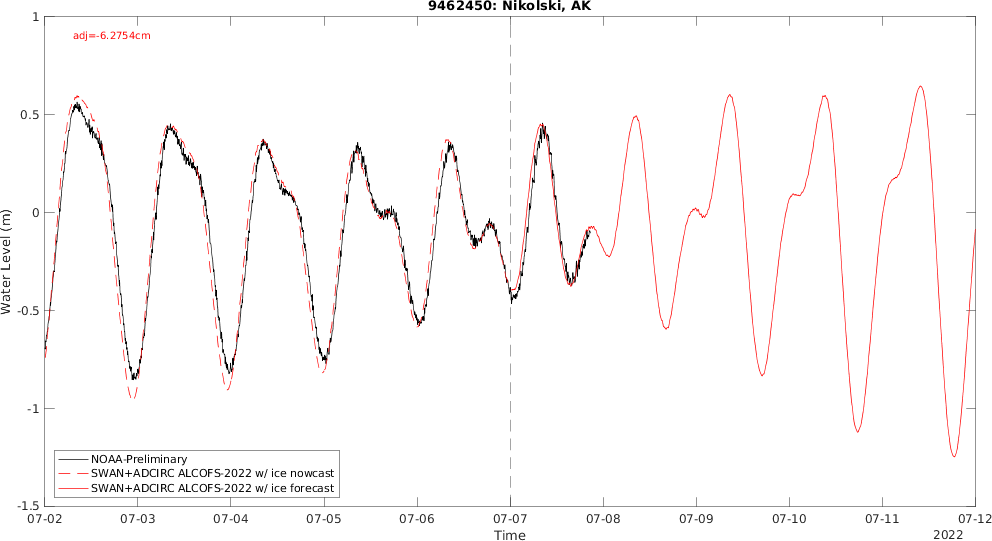 9462450: Nikolski, AK
adj=-6.2754cm
Water Level (m)
1
0.5
0
-0.5
-1
-1.5
NOAA-Preliminary
SWAN+ADCIRC ALCOFS-2022 w/ ice nowcast
SWAN+ADCIRC ALCOFS-2022 w/ ice forecast
07-02 07-03 07-04 07-05 07-06 07-07 07-08 07-09 07-10 07-11 07-12
Time
2022